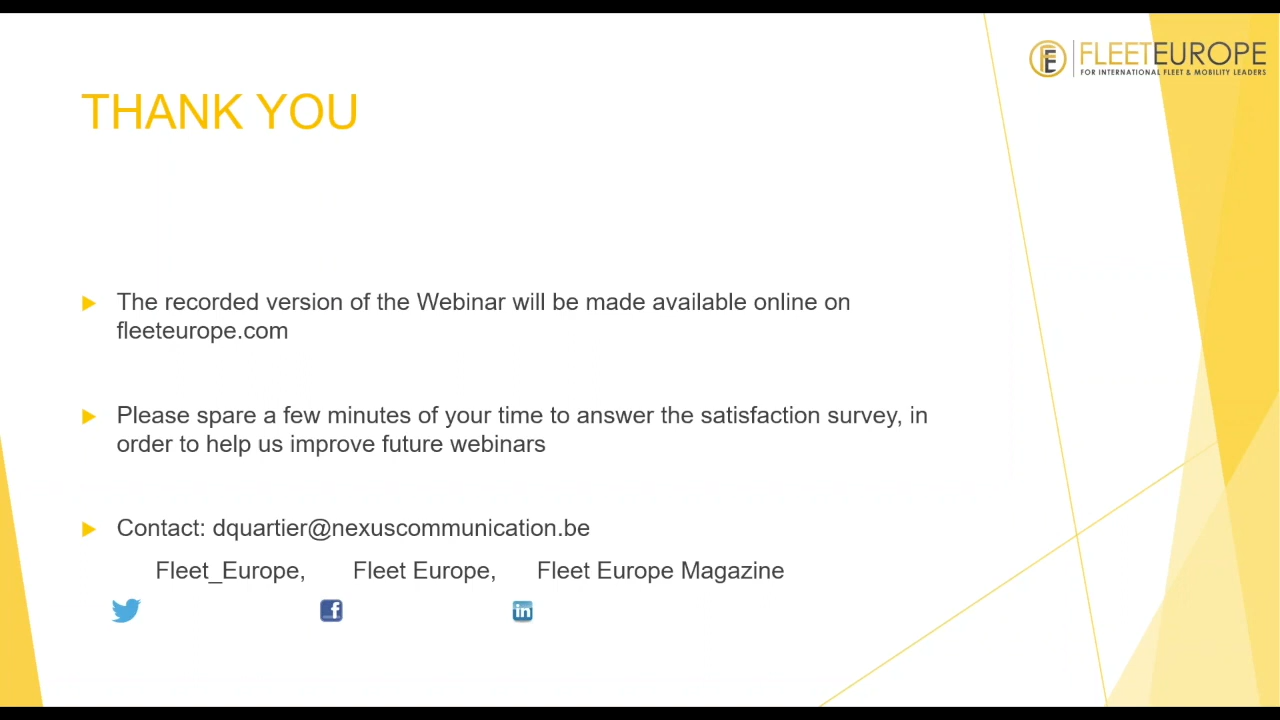 FLEETEUROPE
FOR INTERNATIONAL FLEET & MOBILITY LEADERS
THANK YOU
The recorded version of the Webinar will be made available online on
fleeteurope.com
Please spare a few minutes of your time to answer the satisfaction survey, in
order to help us improve future webinars
Contact: dquartier@nexuscommunication.be
Fleet_Europe, Fleet Europe, Fleet Europe Magazine